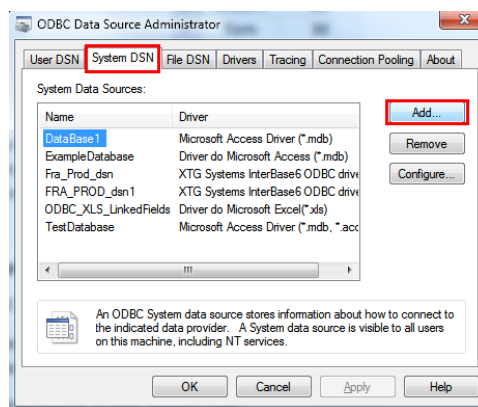 ODBC Data Source Administrator
User DSN System DSN File DSN Drivers Tracing Connection Pooling About
System Data Sources:
Name Driver
DataBase1 Microsoft Access Driver (*.mdb)
ExampleDatabase Driver do Microsoft Access (*.mdb)
Fra_Prod_dsn XTG Systems InterBase6 ODBC drive
FRA_PROD_dsn1 XTG Systems InterBase6 ODBC drive
ODBC_XLS_LinkedFields Driver do Microsoft Excel(*.xls)
TestDatabase Microsoft Access Driver (*.mdb, *.acc
Add...
Remove
Configure...
An ODBC System data source stores information about how to connect to
the indicated data provider. A System data source is visible to all users
on this machine, including NT services.
OK Cancel Apply Help